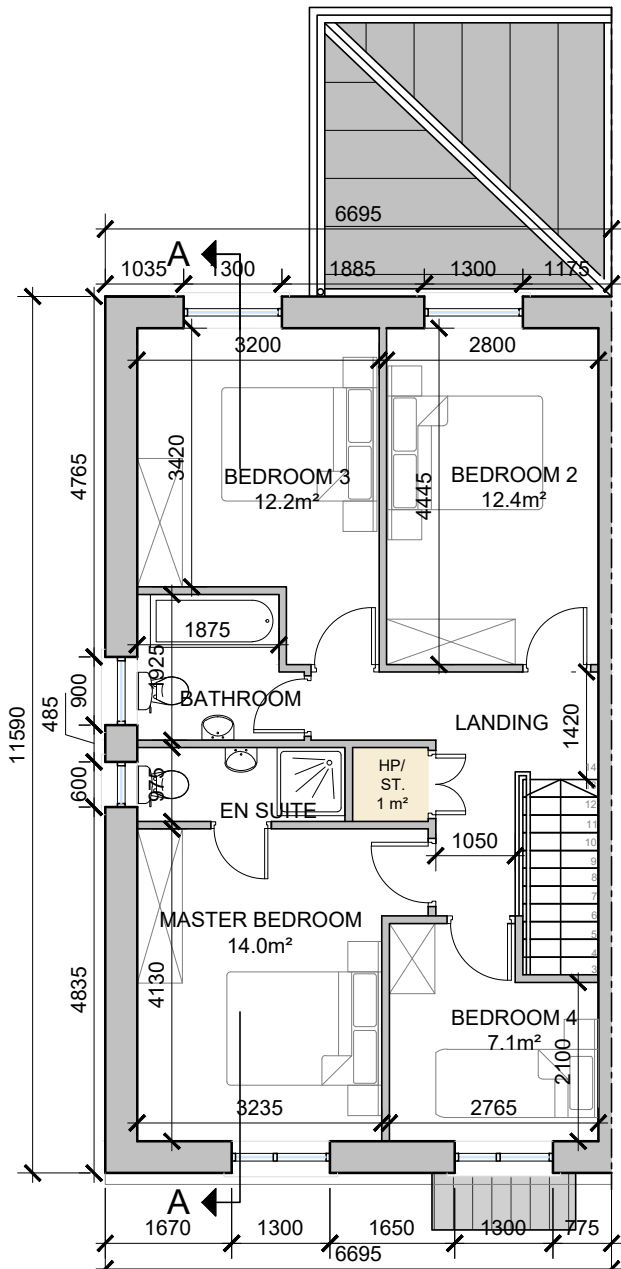 6695
A
1035
1300
1885
1300
1175
3200
2800
4765
3420
BEDROOM 3
12.2m²
4445
BEDROOM 2
12.4m²
1875
1925
900
485
11590
BATHROOM
LANDING
1420
600
975
EN SUITE
HP/
ST.
1 m²
14
12
11
10
9
8
7
6
5
4
3
1050
MASTER BEDROOM
14.0m²
4130
4835
BEDROOM 4
7.1m²
2100
3235
2765
A
1670
1300
1650
1300
775
6695